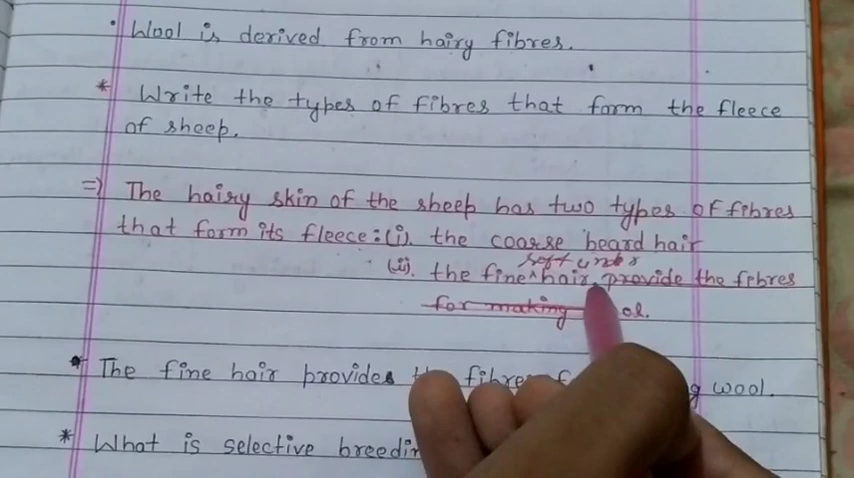 • Wool is derived from hairy fibres.
* Write the types of fibres that form the fleece
of sheep.
=> The hairy skin of the sheep has two types of fibres
that form its fleece: (i). the coarse beard hair
soft under
(ii). the fine ^ hair. provide the fibres
for making
* The fine hair provides fibres wool.
* What is selective